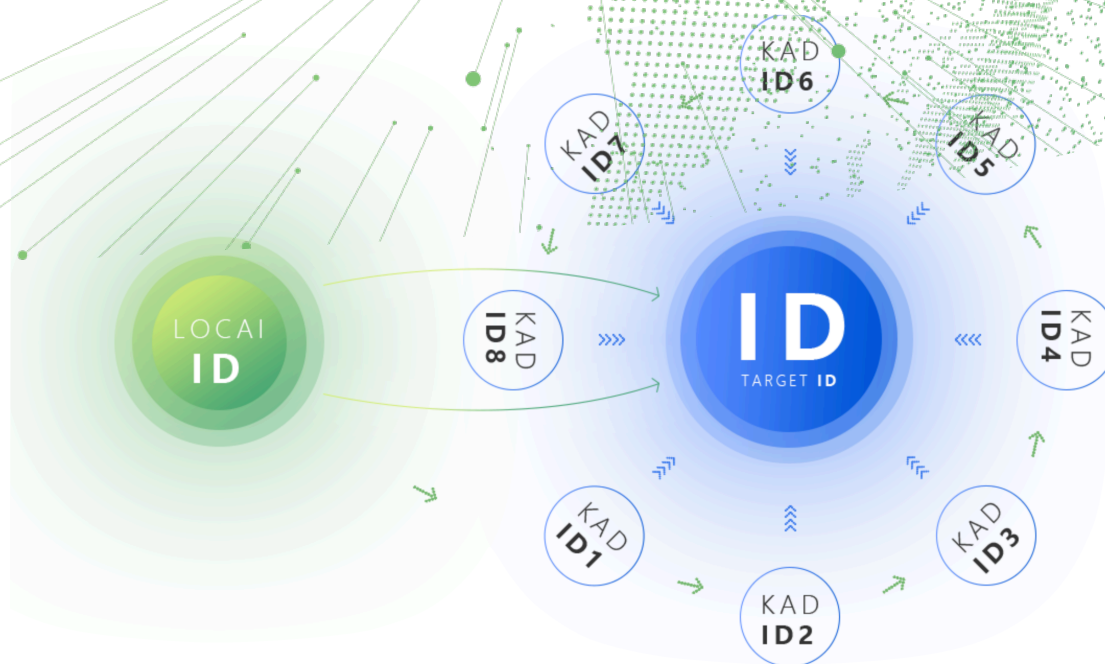 KAD
ID6
KAD
ID7
KAD
ID5
LOCAI
ID
KAD
ID8
ID
TARGET ID
KAD
ID4
KAD
ID1
KAD
ID3
KAD
ID2